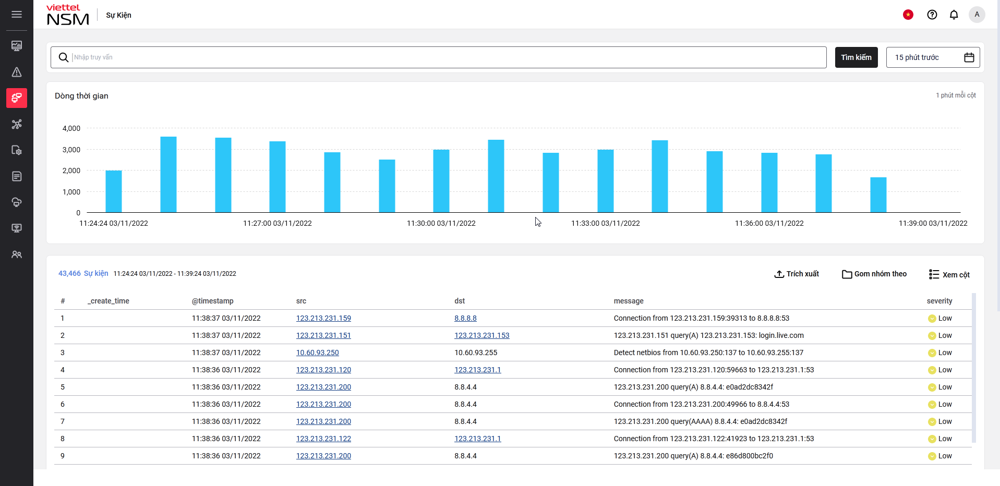 viettel
NSM
Sự Kiện
A
Nhập truy vấn
Tìm kiếm
15 phút trước
Dòng thời gian
1 phút mỗi cột
4,000
3,000
2,000
1,000
0
11:24:24 03/11/2022 11:27:00 03/11/2022 11:30:00 03/11/2022 11:33:00 03/11/2022 11:36:00 03/11/2022 11:39:00 03/11/2022
43,466 Sự kiện 11:24:24 03/11/2022 - 11:39:24 03/11/2022
Trích xuất
Gom nhóm theo
Xem cột
# _create_time @timestamp src dst message severity
1 11:38:37 03/11/2022 123.213.231.159 8.8.8.8 Connection from 123.213.231.159:39313 to 8.8.8.8:53 Low
2 11:38:37 03/11/2022 123.213.231.151 123.213.231.153 123.213.231.151 query(A) 123.213.231.153: login.live.com Low
3 11:38:37 03/11/2022 10.60.93.250 10.60.93.255 Detect netbios from 10.60.93.250:137 to 10.60.93.255:137 Low
4 11:38:36 03/11/2022 123.213.231.120 123.213.231.1 Connection from 123.213.231.120:59663 to 123.213.231.1:53 Low
5 11:38:36 03/11/2022 123.213.231.200 8.8.4.4 123.213.231.200 query(A) 8.8.4.4: e0ad2dc8342f Low
6 11:38:36 03/11/2022 123.213.231.200 8.8.4.4 Connection from 123.213.231.200:49966 to 8.8.4.4:53 Low
7 11:38:36 03/11/2022 123.213.231.200 8.8.4.4 123.213.231.200 query(AAAA) 8.8.4.4: e0ad2dc8342f Low
8 11:38:36 03/11/2022 123.213.231.122 123.213.231.1 Connection from 123.213.231.122:41923 to 123.213.231.1:53 Low
9 11:38:36 03/11/2022 123.213.231.200 8.8.4.4 123.213.231.200 query(A) 8.8.4.4: e86d800bc2f0 Low